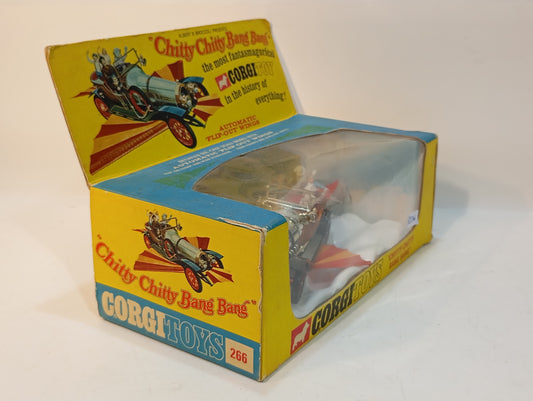 ALBERT R. BROCCOLI PRESENTS
"Chitty Chitty Bang Bang"
the most fantasmagorical
CORGI TOY
in the history of
everything!
AUTOMATIC
FLIP-OUT WINGS
"Chitty Chitty Bang Bang"
CORGI TOYS
266
CORGI TOYS